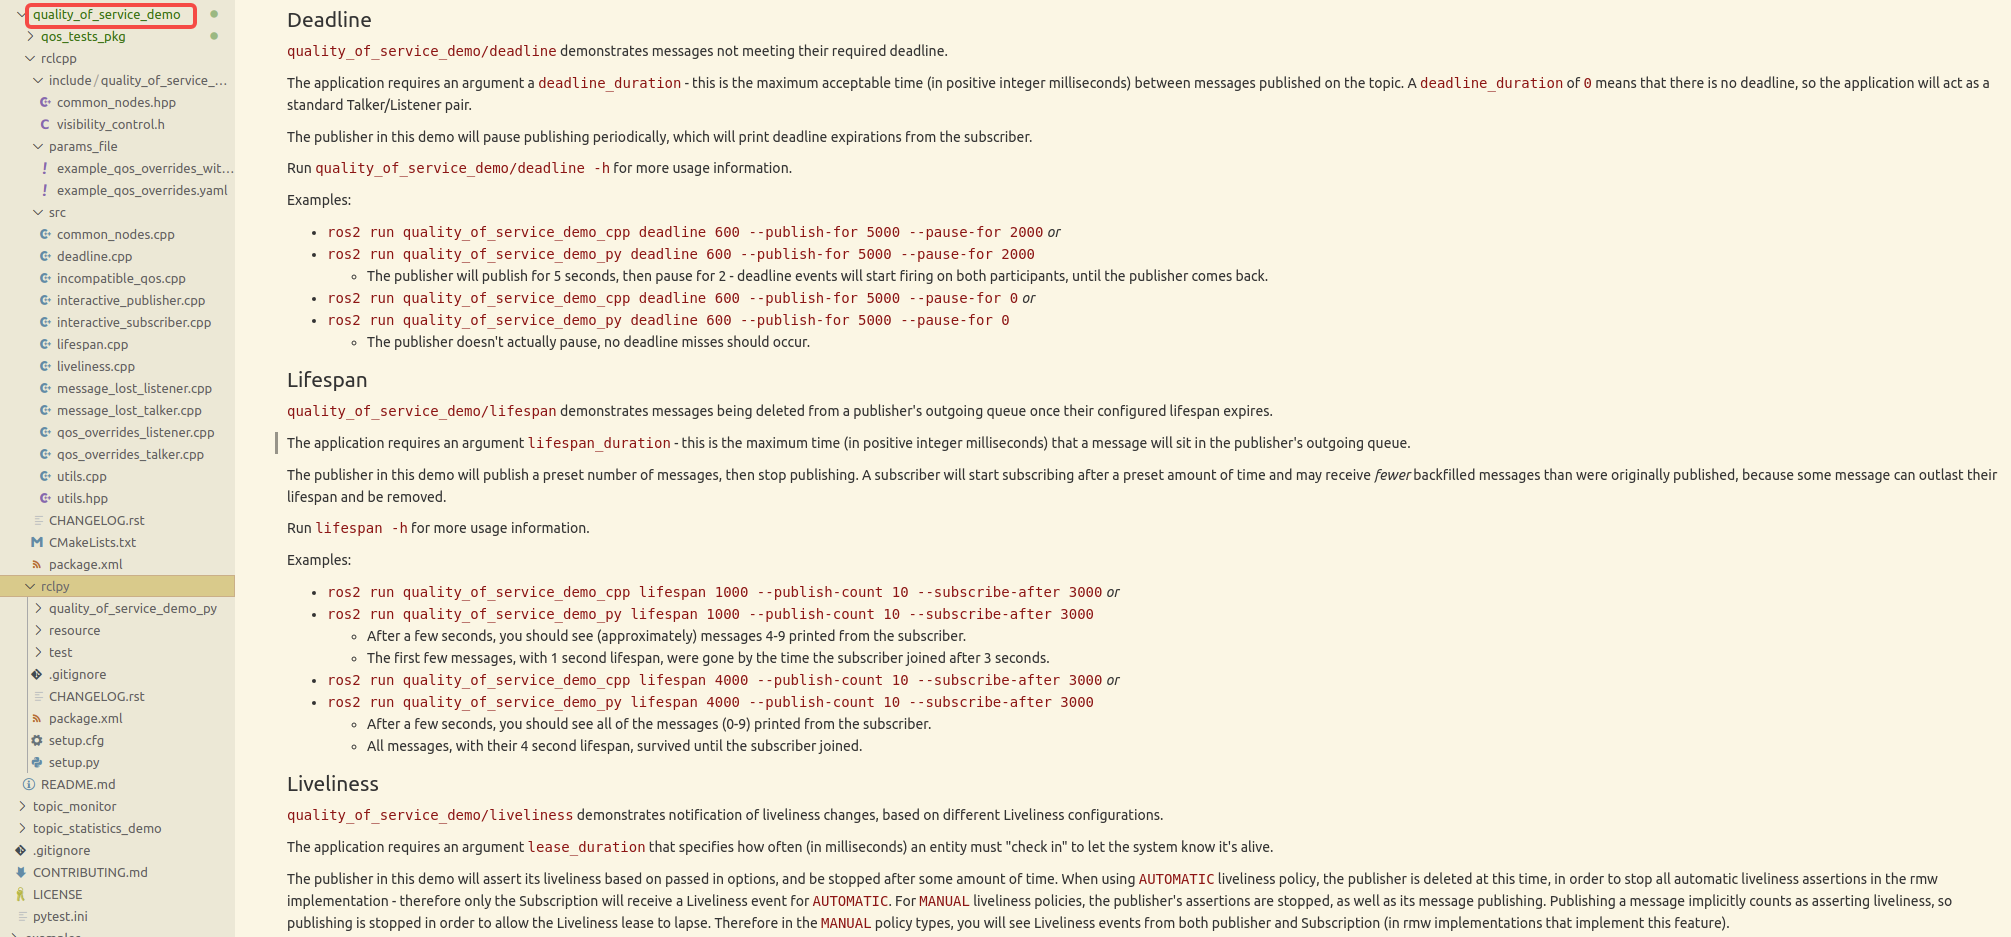 quality_of_service_demo
qos_tests_pkg
rclcpp
include / quality_of_service_...
common_nodes.hpp
visibility_control.h
params_file
example_qos_overrides_wit...
example_qos_overrides.yaml
src
common_nodes.cpp
deadline.cpp
incompatible_qos.cpp
interactive_publisher.cpp
interactive_subscriber.cpp
lifespan.cpp
liveliness.cpp
message_lost_listener.cpp
message_lost_talker.cpp
qos_overrides_listener.cpp
qos_overrides_talker.cpp
utils.cpp
utils.hpp
CHANGELOG.rst
CMakeLists.txt
package.xml
rclpy
quality_of_service_demo_py
resource
test
.gitignore
CHANGELOG.rst
package.xml
setup.cfg
setup.py
README.md
topic_monitor
topic_statistics_demo
.gitignore
CONTRIBUTING.md
LICENSE
pytest.ini
Deadline
quality_of_service_demo/deadline demonstrates messages not meeting their required deadline.
The application requires an argument a deadline_duration - this is the maximum acceptable time (in positive integer milliseconds) between messages published on the topic. A deadline_duration of 0 means that there is no deadline, so the application will act as a
standard Talker/Listener pair.
The publisher in this demo will pause publishing periodically, which will print deadline expirations from the subscriber.
Run quality_of_service_demo/deadline -h for more usage information.
Examples:
• ros2 run quality_of_service_demo_cpp deadline 600 --publish-for 5000 --pause-for 2000 or
• ros2 run quality_of_service_demo_py deadline 600 --publish-for 5000 --pause-for 2000
◦ The publisher will publish for 5 seconds, then pause for 2 - deadline events will start firing on both participants, until the publisher comes back.
• ros2 run quality_of_service_demo_cpp deadline 600 --publish-for 5000 --pause-for 0 or
• ros2 run quality_of_service_demo_py deadline 600 --publish-for 5000 --pause-for 0
◦ The publisher doesn't actually pause, no deadline misses should occur.
Lifespan
quality_of_service_demo/lifespan demonstrates messages being deleted from a publisher's outgoing queue once their configured lifespan expires.
The application requires an argument lifespan_duration - this is the maximum time (in positive integer milliseconds) that a message will sit in the publisher's outgoing queue.
The publisher in this demo will publish a preset number of messages, then stop publishing. A subscriber will start subscribing after a preset amount of time and may receive fewer backfilled messages than were originally published, because some message can outlast their
lifespan and be removed.
Run lifespan -h for more usage information.
Examples:
• ros2 run quality_of_service_demo_cpp lifespan 1000 --publish-count 10 --subscribe-after 3000 or
• ros2 run quality_of_service_demo_py lifespan 1000 --publish-count 10 --subscribe-after 3000
◦ After a few seconds, you should see (approximately) messages 4-9 printed from the subscriber.
◦ The first few messages, with 1 second lifespan, were gone by the time the subscriber joined after 3 seconds.
• ros2 run quality_of_service_demo_cpp lifespan 4000 --publish-count 10 --subscribe-after 3000 or
• ros2 run quality_of_service_demo_py lifespan 4000 --publish-count 10 --subscribe-after 3000
◦ After a few seconds, you should see all of the messages (0-9) printed from the subscriber.
◦ All messages, with their 4 second lifespan, survived until the subscriber joined.
Liveliness
quality_of_service_demo/liveliness demonstrates notification of liveliness changes, based on different Liveliness configurations.
The application requires an argument lease_duration that specifies how often (in milliseconds) an entity must "check in" to let the system know it's alive.
The publisher in this demo will assert its liveliness based on passed in options, and be stopped after some amount of time. When using AUTOMATIC liveliness policy, the publisher is deleted at this time, in order to stop all automatic liveliness assertions in the rmw
implementation - therefore only the Subscription will receive a Liveliness event for AUTOMATIC. For MANUAL liveliness policies, the publisher's assertions are stopped, as well as its message publishing. Publishing a message implicitly counts as asserting liveliness, so
publishing is stopped in order to allow the Liveliness lease to lapse. Therefore in the MANUAL policy types, you will see Liveliness events from both publisher and Subscription (in rmw implementations that implement this feature).